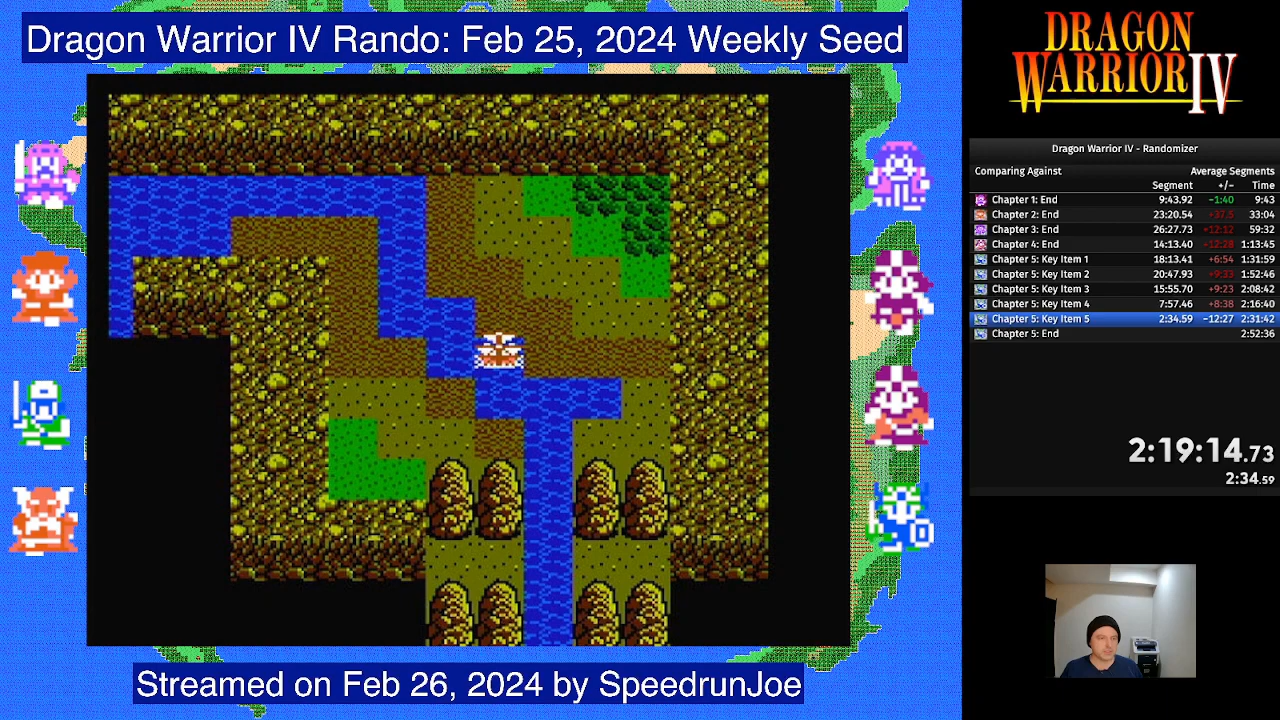 Dragon Warrior IV Rando: Feb 25, 2024 Weekly Seed
DRAGON
WARRIOR IV
Dragon Warrior IV - Randomizer
Comparing Against Average Segments
Segment +/- Time
Chapter 1: End 9:43.92 −1:40 9:43
Chapter 2: End 23:20.54 +37.5 33:04
Chapter 3: End 26:27.73 +12:12 59:32
Chapter 4: End 14:13.40 +12:28 1:13:45
Chapter 5: Key Item 1 18:13.41 +6:54 1:31:59
Chapter 5: Key Item 2 20:47.93 +9:33 1:52:46
Chapter 5: Key Item 3 15:55.70 +9:23 2:08:42
Chapter 5: Key Item 4 7:57.46 +8:38 2:16:40
Chapter 5: Key Item 5 2:34.59 −12:27 2:31:42
Chapter 5: End 2:52:36
2:19:14.73
2:34.59
Streamed on Feb 26, 2024 by SpeedrunJoe